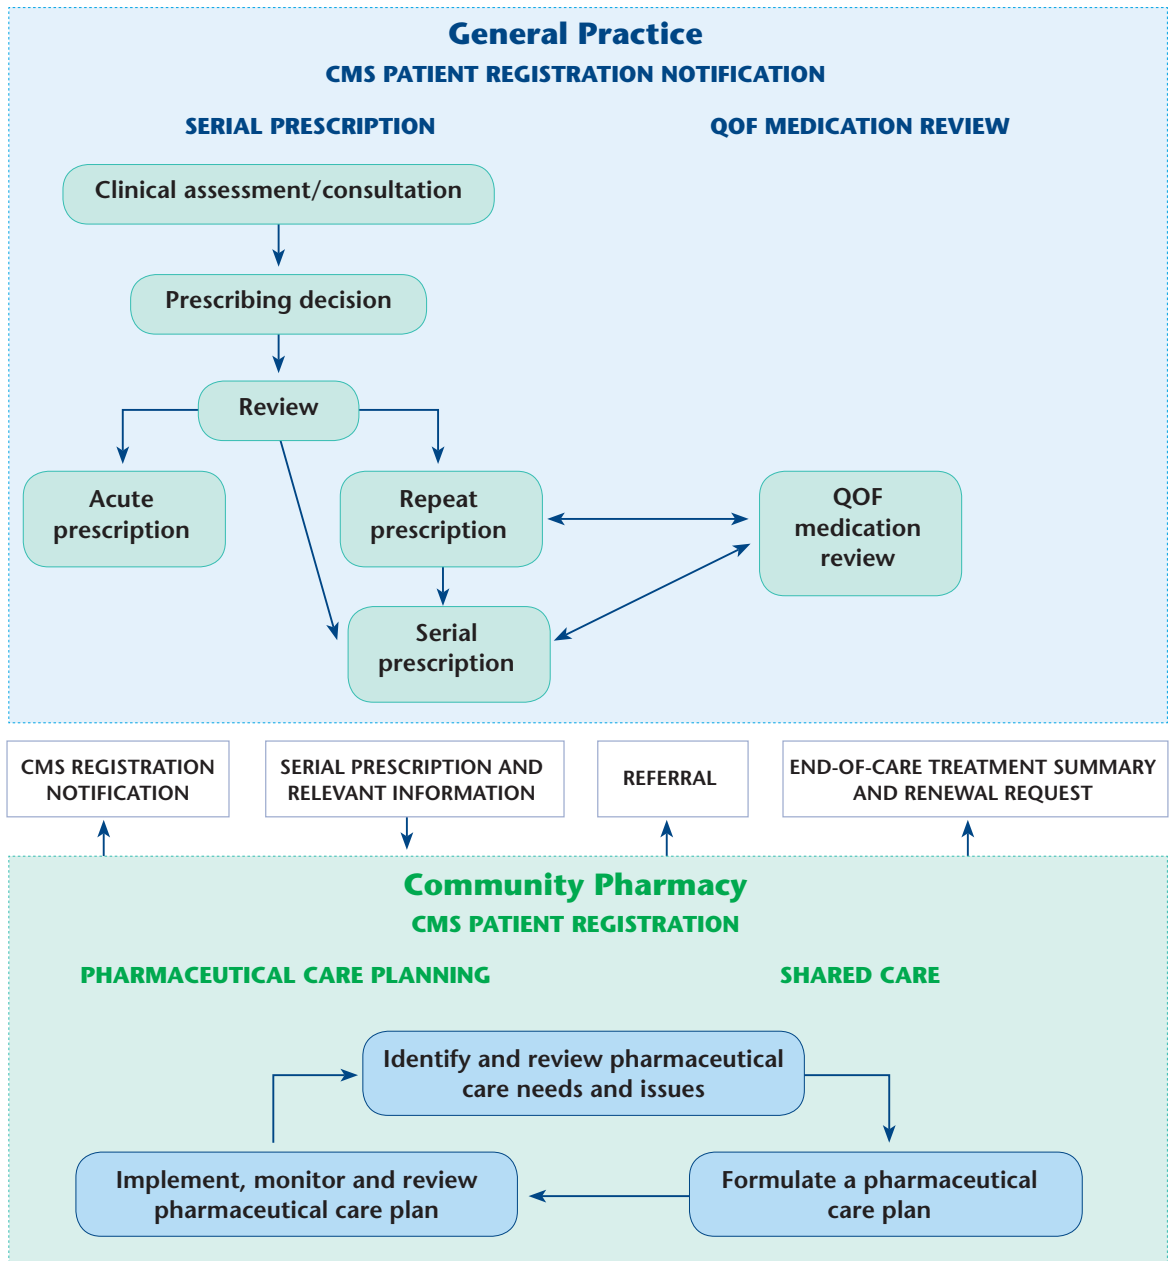 General Practice
CMS PATIENT REGISTRATION NOTIFICATION
SERIAL PRESCRIPTION
QOF MEDICATION REVIEW
Clinical assessment/consultation
Prescribing decision
Review
Acute
prescription
Repeat
prescription
QOF
medication
review
Serial
prescription
CMS REGISTRATION
NOTIFICATION
SERIAL PRESCRIPTION AND
RELEVANT INFORMATION
REFERRAL
END-OF-CARE TREATMENT SUMMARY
AND RENEWAL REQUEST
Community Pharmacy
CMS PATIENT REGISTRATION
PHARMACEUTICAL CARE PLANNING
SHARED CARE
Identify and review pharmaceutical
care needs and issues
Implement, monitor and review
pharmaceutical care plan
Formulate a pharmaceutical
care plan